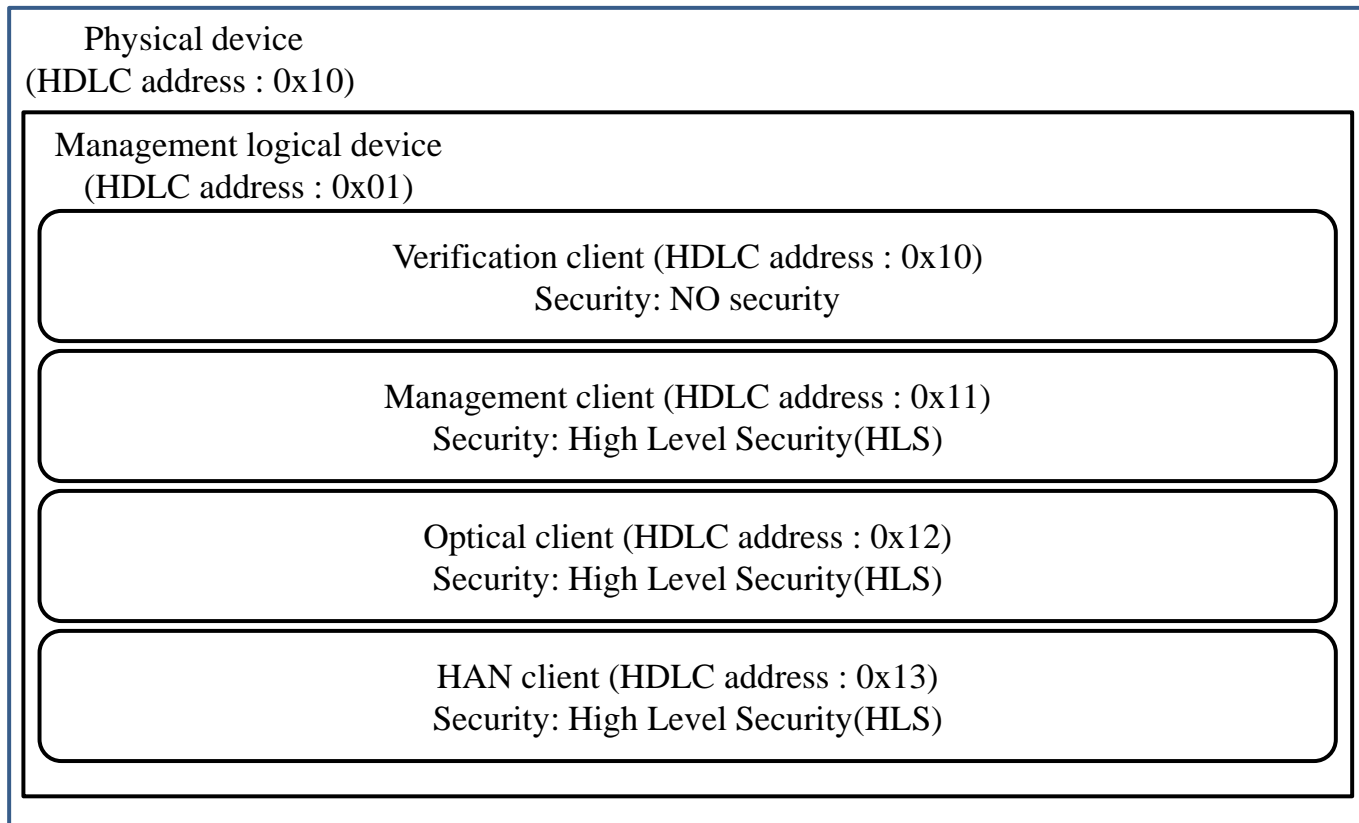 Physical device
(HDLC address : 0x10)
Management logical device
(HDLC address : 0x01)
Verification client (HDLC address : 0x10)
Security: NO security
Management client (HDLC address : 0x11)
Security: High Level Security(HLS)
Optical client (HDLC address : 0x12)
Security: High Level Security(HLS)
HAN client (HDLC address : 0x13)
Security: High Level Security(HLS)